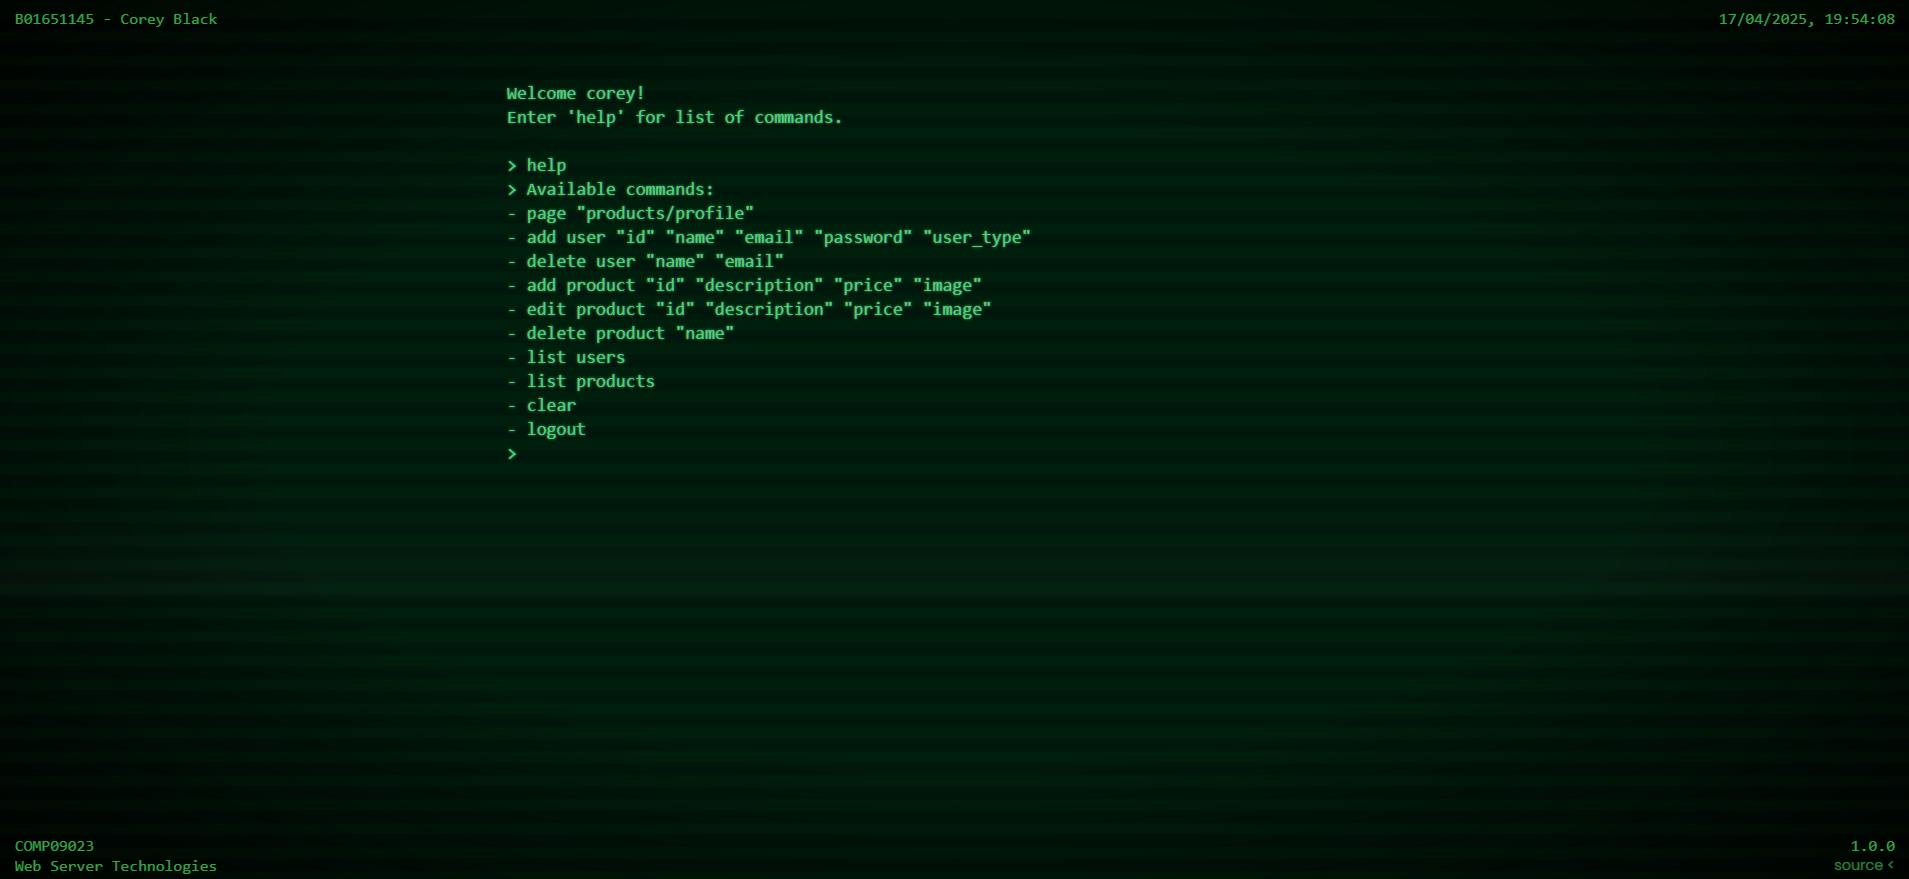 B01651145 - Corey Black
17/04/2025, 19:54:08
Welcome corey!
Enter 'help' for list of commands.
> help
> Available commands:
- page "products/profile"
- add user "id" "name" "email" "password" "user_type"
- delete user "name" "email"
- add product "id" "description" "price" "image"
- edit product "id" "description" "price" "image"
- delete product "name"
- list users
- list products
- clear
- logout
>
COMP09023
Web Server Technologies
1.0.0
source <